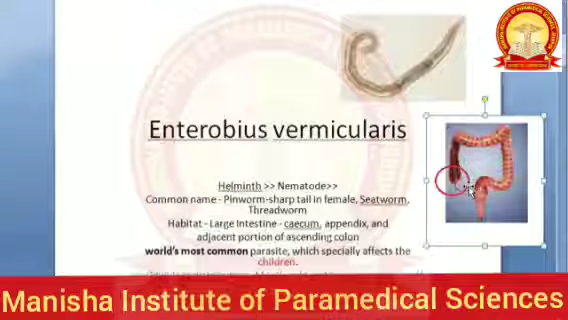 Enterobius vermicularis
Helminth >> Nematode>>
Common name - Pinworm-sharp tail in female, Seatworm,
Threadworm
Habitat - Large Intestine - caecum, appendix, and
adjacent portion of ascending colon
world's most common parasite, which specially affects the
children.
Manisha Institute of Paramedical Sciences